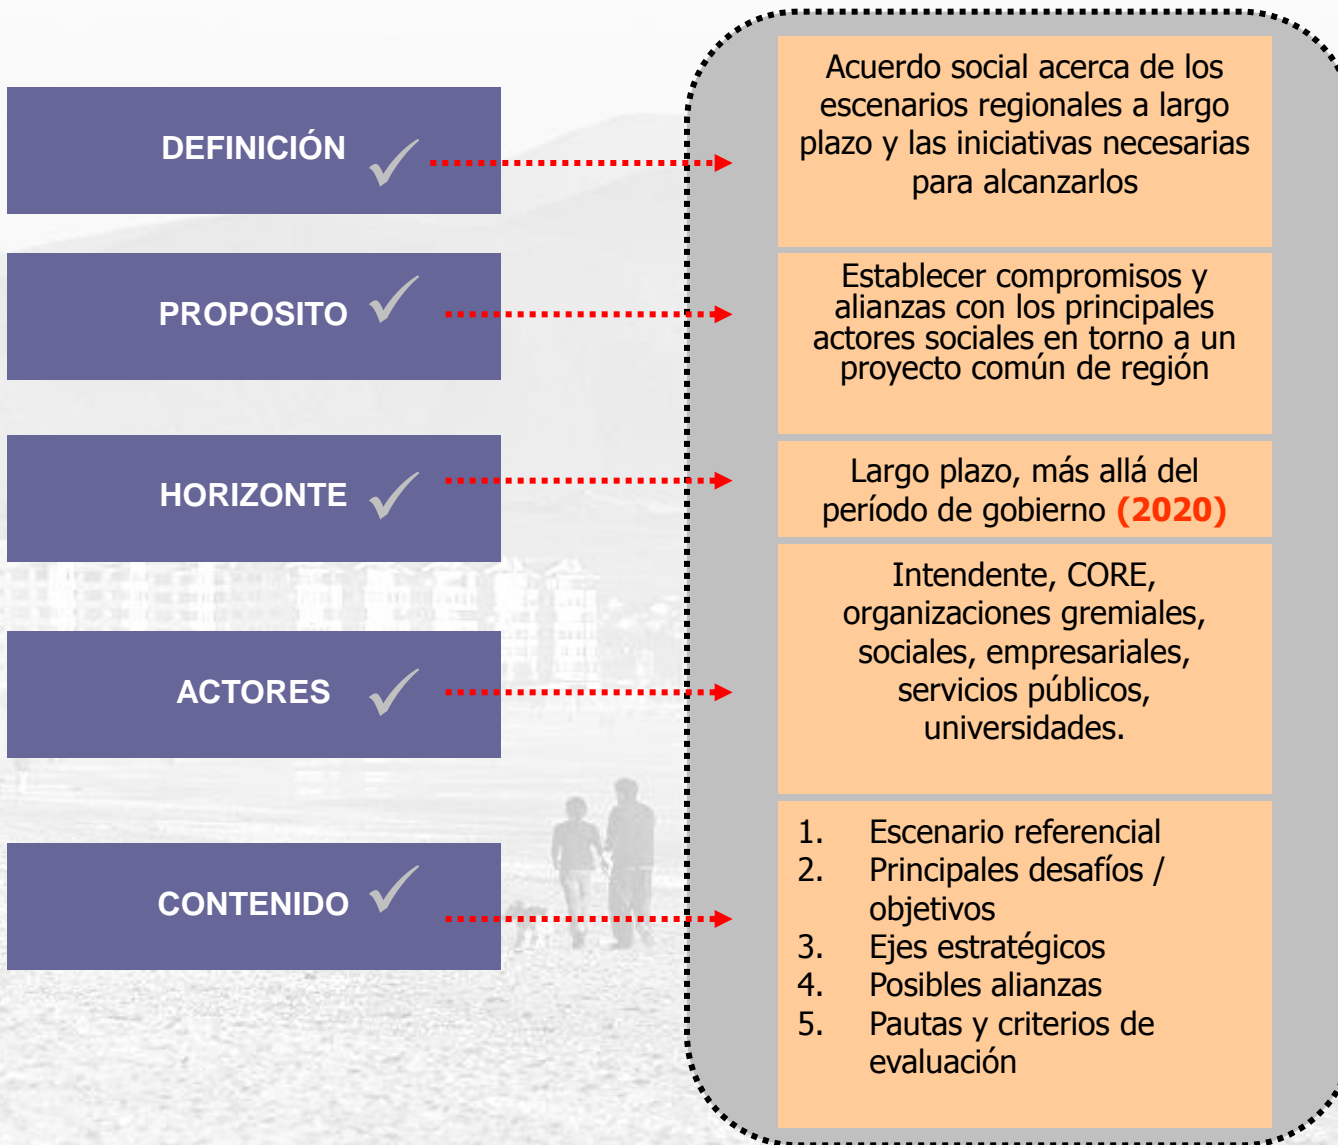 DEFINICIÓN
Acuerdo social acerca de los
escenarios regionales a largo
plazo y las iniciativas necesarias
para alcanzarlos
PROPOSITO
Establecer compromisos y
alianzas con los principales
actores sociales en torno a un
proyecto común de región
HORIZONTE
Largo plazo, más allá del
período de gobierno (2020)
ACTORES
Intendente, CORE,
organizaciones gremiales,
sociales, empresariales,
servicios públicos,
universidades.
CONTENIDO
1. Escenario referencial
2. Principales desafíos /
objetivos
3. Ejes estratégicos
4. Posibles alianzas
5. Pautas y criterios de
evaluación